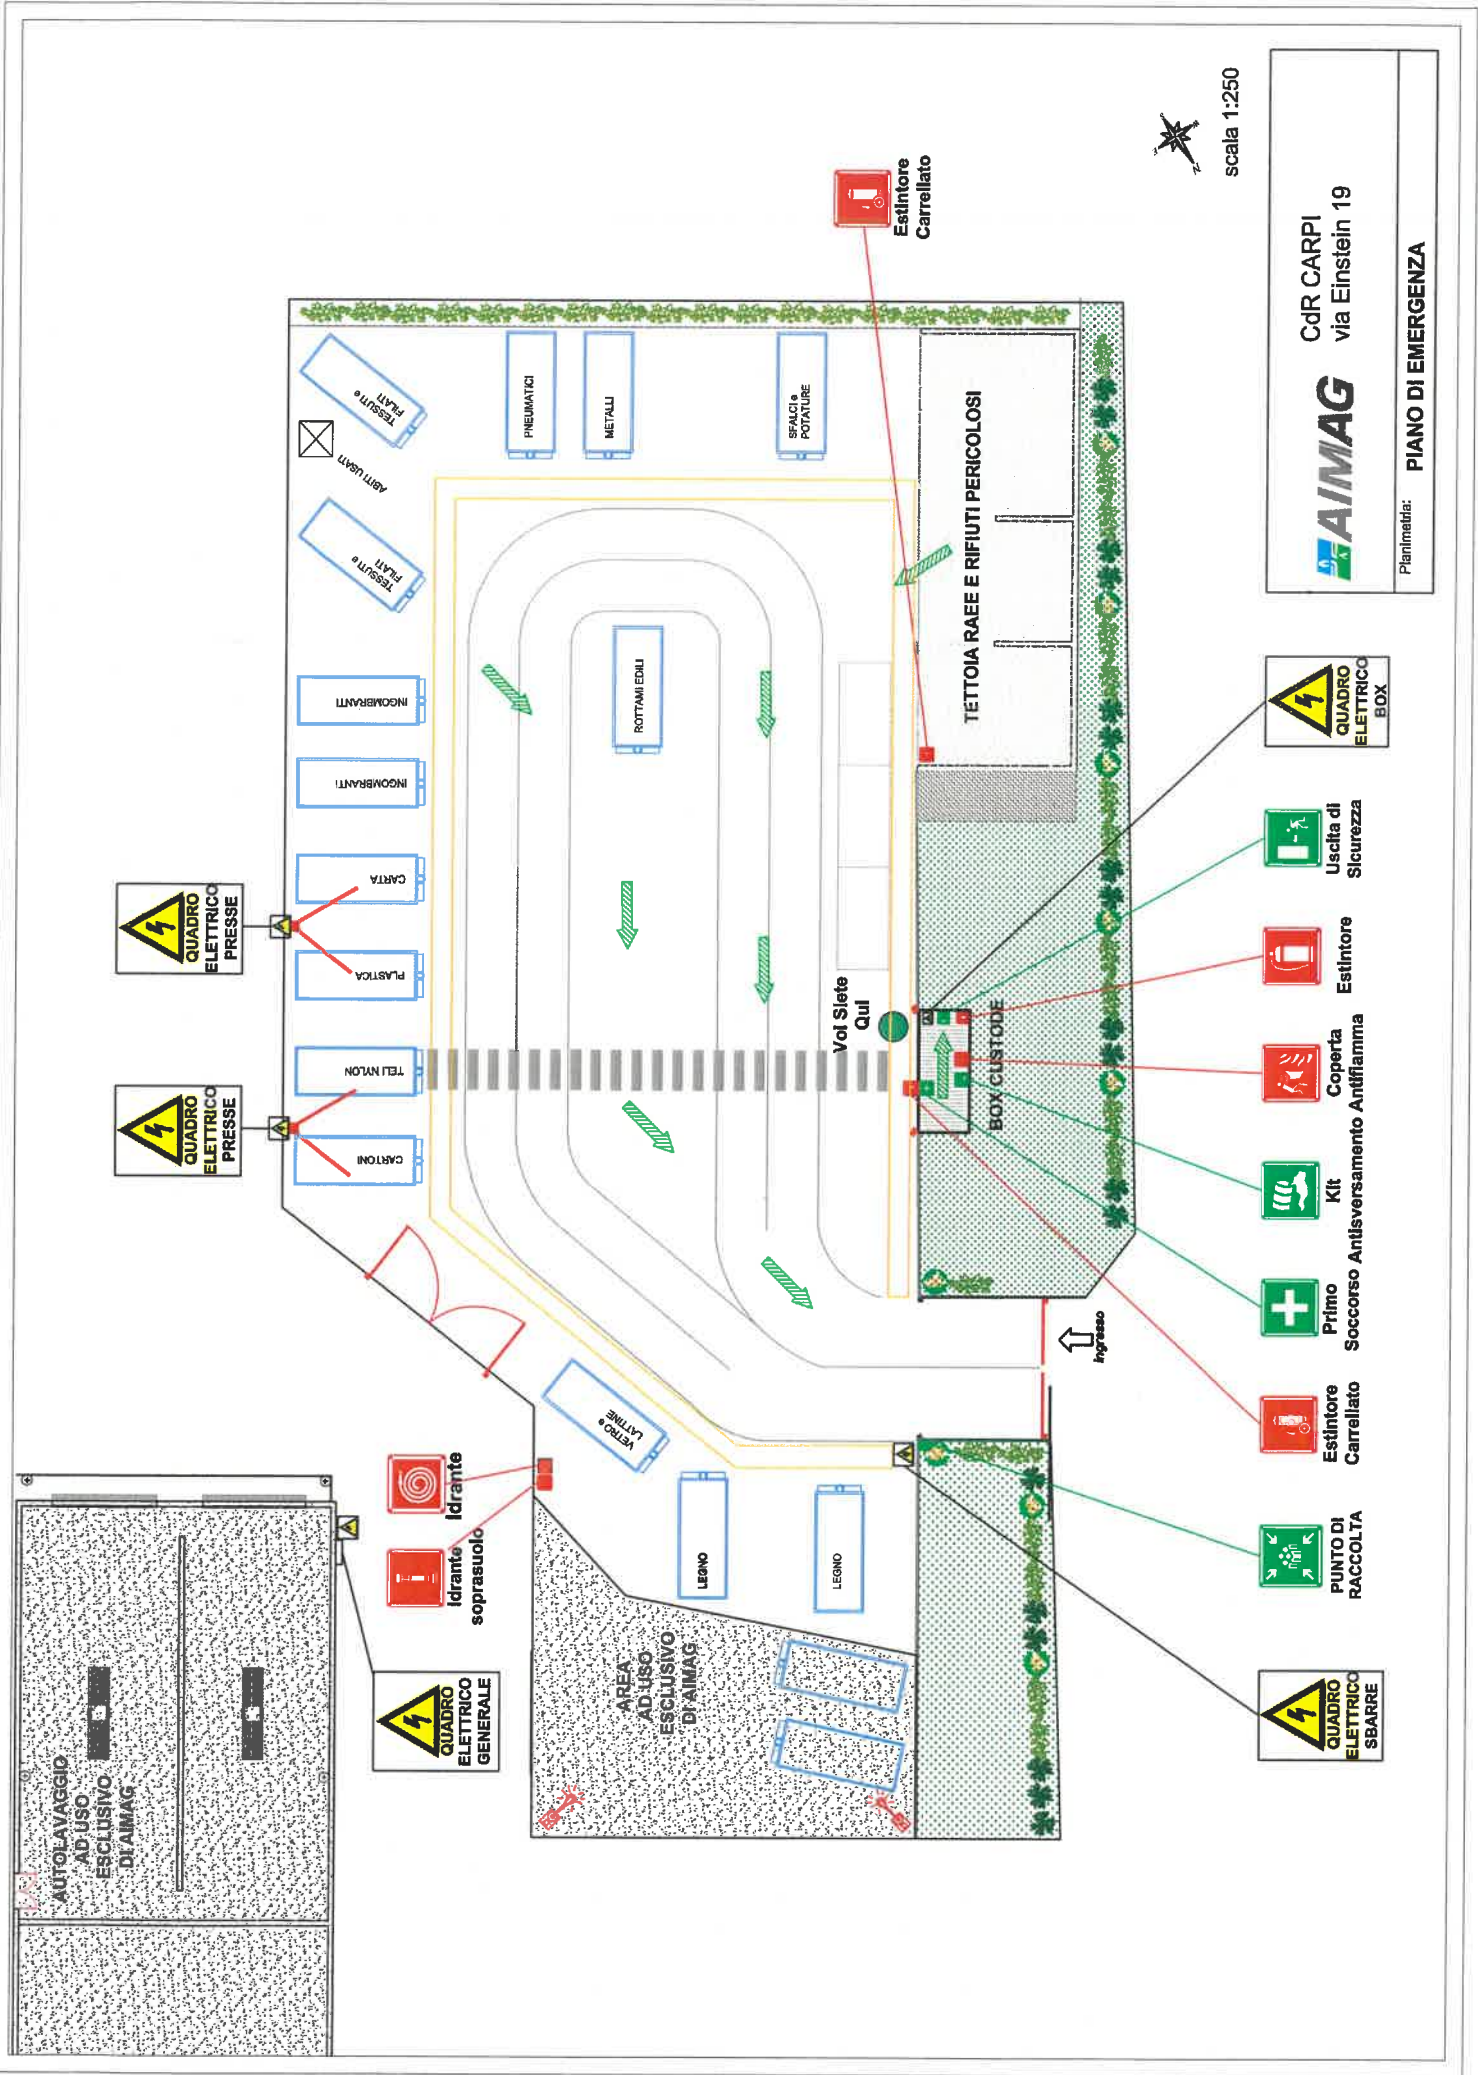 AUTOLAVAGGIO
AD USO
ESCLUSIVO
DI AIMAG
QUADRO
ELETTRICO
GENERALE
Idrante
soprasuolo
Idrante
QUADRO
ELETTRICO
PRESSE
QUADRO
ELETTRICO
PRESSE
AREA
AD USO
ESCLUSIVO
DI AIMAG
LEGNO
LEGNO
VETRO e
LATTINE
CARTONI
TELI NYLON
PLASTICA
CARTA
INGOMBRANTI
INGOMBRANTI
TESSUTI e
FILATI
ABITI USATI
TESSUTI e
FILATI
PNEUMATICI
METALLI
SFALCI e
POTATURE
ROTTAMI EDILI
Voi Siete
Qui
BOX CUSTODE
TETTOIA RAEE E RIFIUTI PERICOLOSI
Estintore
Carrellato
Ingresso
QUADRO
ELETTRICO
SBARRE
PUNTO DI
RACCOLTA
Estintore
Carrellato
Primo
Soccorso
Kit
Antisversamento
Coperta
Antifiamma
Estintore
Uscita di
Sicurezza
QUADRO
ELETTRICO
BOX
scala 1:250
AIMAG
CdR CARPI
via Einstein 19
Planimetria:
PIANO DI EMERGENZA